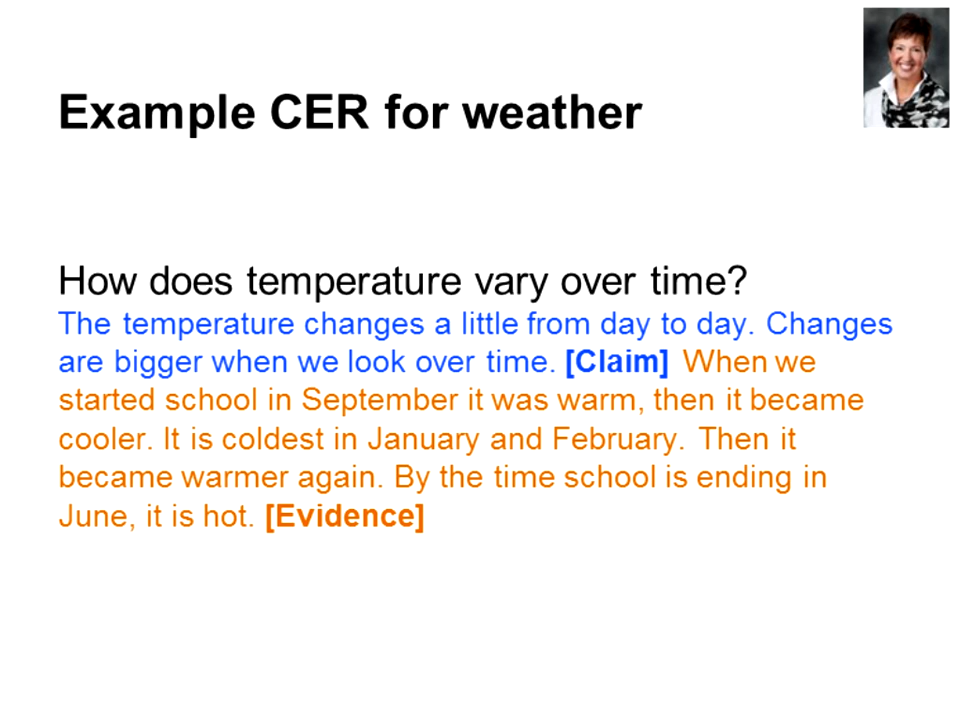 Example CER for weather
How does temperature vary over time?
The temperature changes a little from day to day. Changes
are bigger when we look over time. [Claim] When we
started school in September it was warm, then it became
cooler. It is coldest in January and February. Then it
became warmer again. By the time school is ending in
June, it is hot. [Evidence]